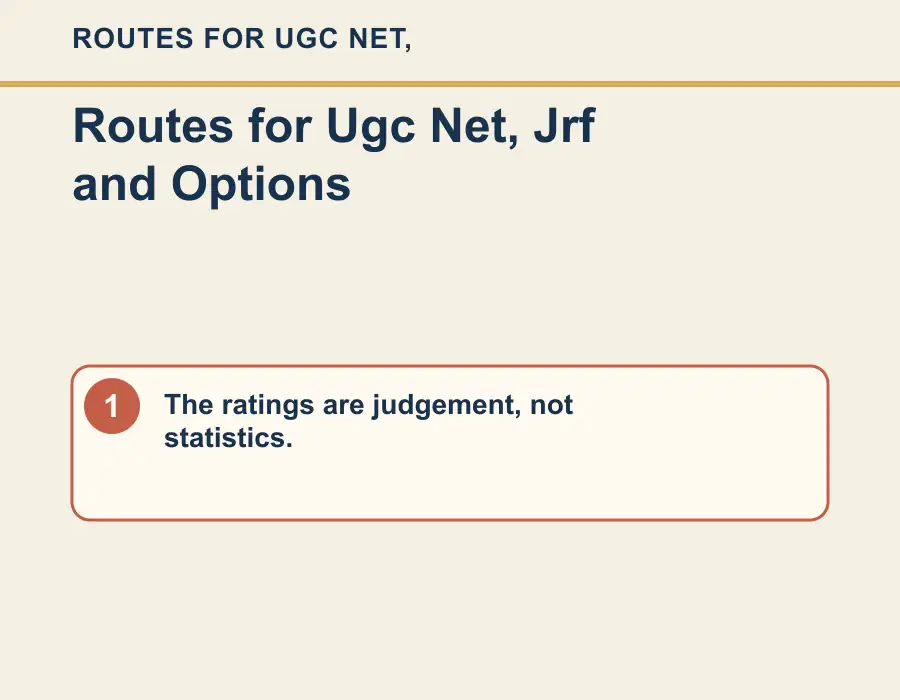 ROUTES FOR UGC NET,
Routes for Ugc Net, Jrf
and Options
1
The ratings are judgement, not
statistics.